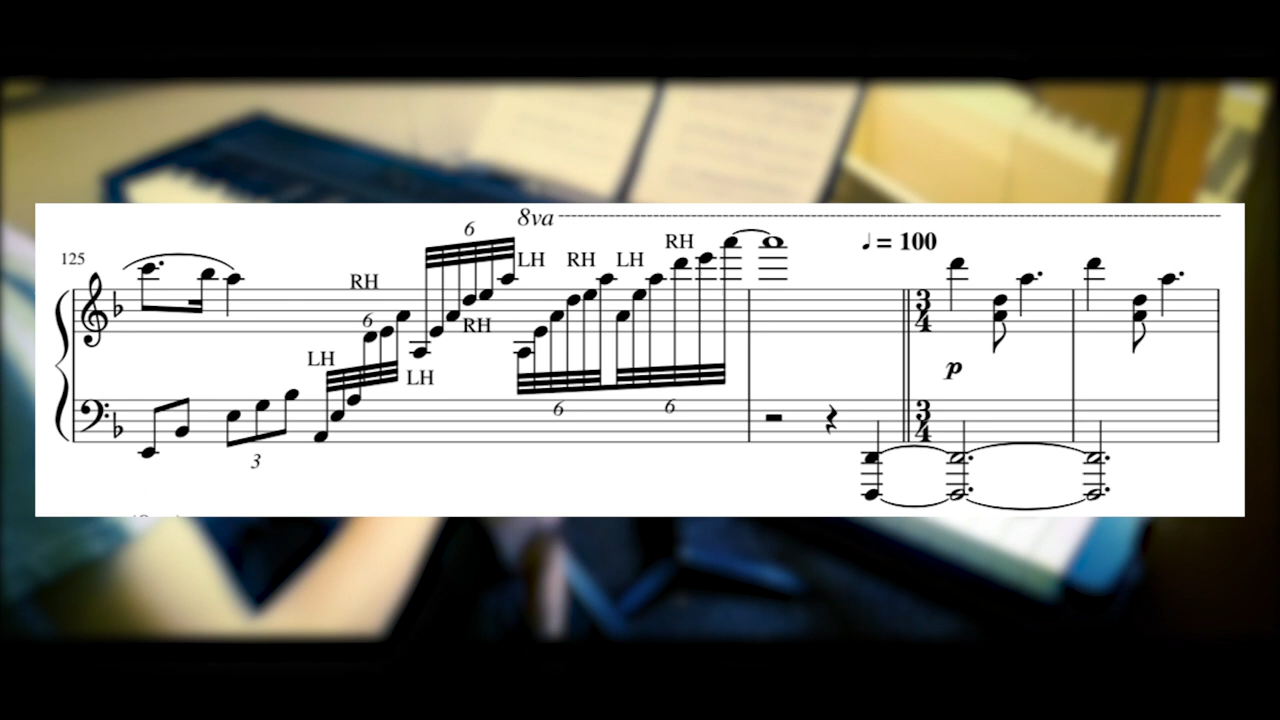 8va
6
♩ = 100
125
LH RH LH RH
RH
6
RH
3 4
LH
p
LH
3 4
6 6
3